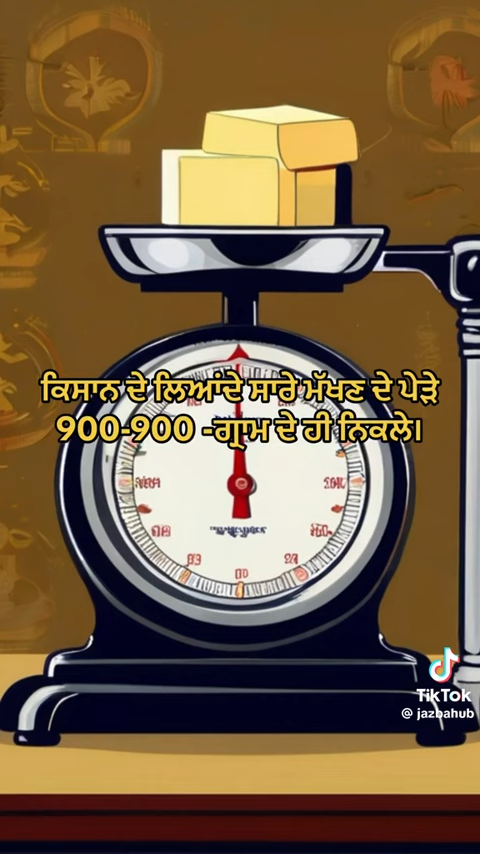 ਕਿਸਾਨ ਦੇ ਲਿਆਂਦੇ ਸਾਰੇ ਮੱਖਣ ਦੇ ਪੇੜੇ
900-900 -ਗ੍ਰਾਮ ਦੇ ਹੀ ਨਿਕਲੇ।
TikTok
@ jazbahub